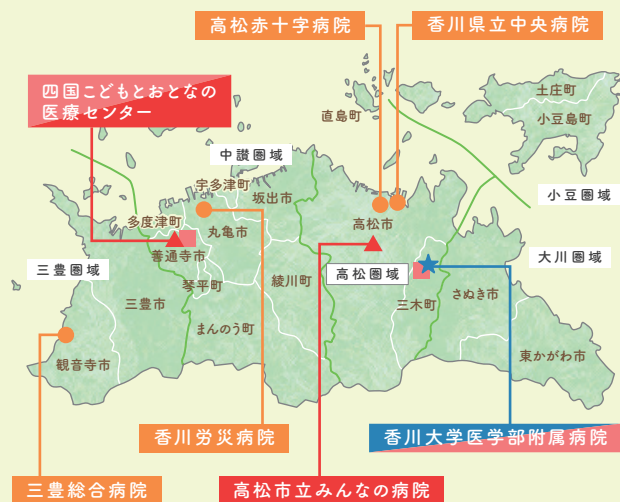 高松赤十字病院
香川県立中央病院
四国こどもとおとなの
医療センター
土庄町
小豆島町
直島町
中讃圏域
宇多津町
坂出市
小豆圏域
多度津町
丸亀市
高松市
善通寺市
大川圏域
三豊圏域
高松圏域
琴平町
綾川町
さぬき市
三豊市
三木町
まんのう町
東かがわ市
観音寺市
香川労災病院
香川大学医学部附属病院
三豊総合病院
高松市立みんなの病院